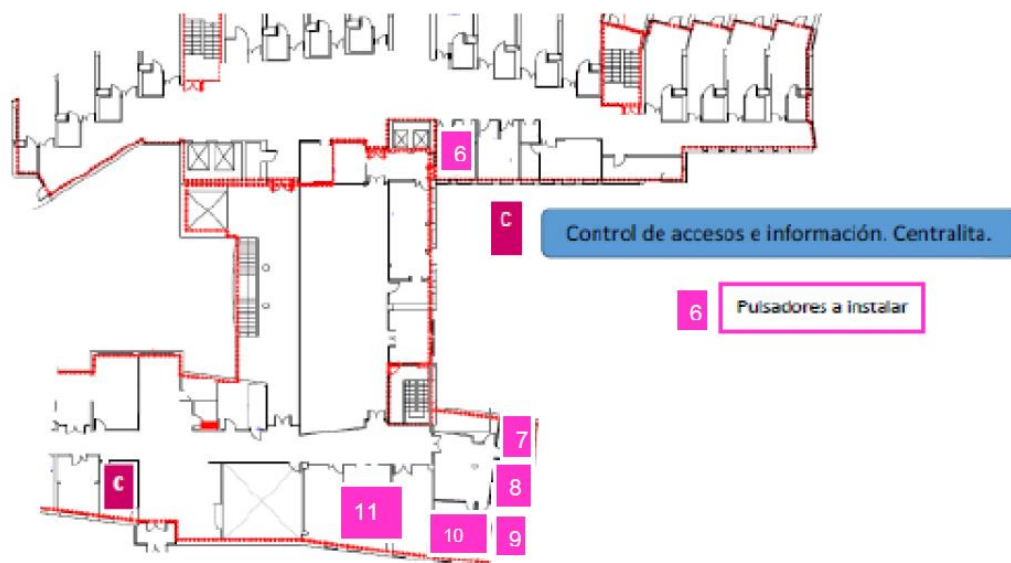 6
C
Control de accesos e información. Centralita.
6
Pulsadores a instalar
7
C
8
11
10
9